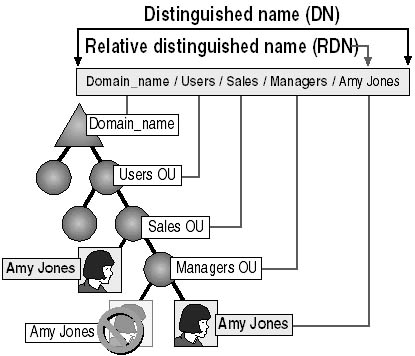 Distinguished name (DN)
Relative distinguished name (RDN)
Domain_name / Users / Sales / Managers / Amy Jones
Domain_name
Users OU
Sales OU
Amy Jones
Managers OU
Amy Jones
Amy Jones